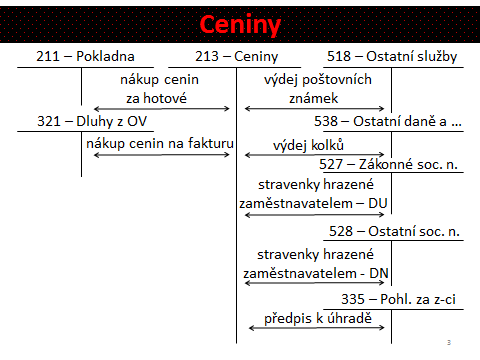 Ceniny
211 – Pokladna
213 – Ceniny
518 – Ostatní služby
nákup cenin
za hotové
výdej poštovních
známek
321 – Dluhy z OV
538 – Ostatní daně a ...
nákup cenin na fakturu
výdej kolků
527 – Zákonné soc. n.
stravenky hrazené
zaměstnavatelem – DU
528 – Ostatní soc. n.
stravenky hrazené
zaměstnavatelem - DN
335 – Pohl. za z-ci
předpis k úhradě
3